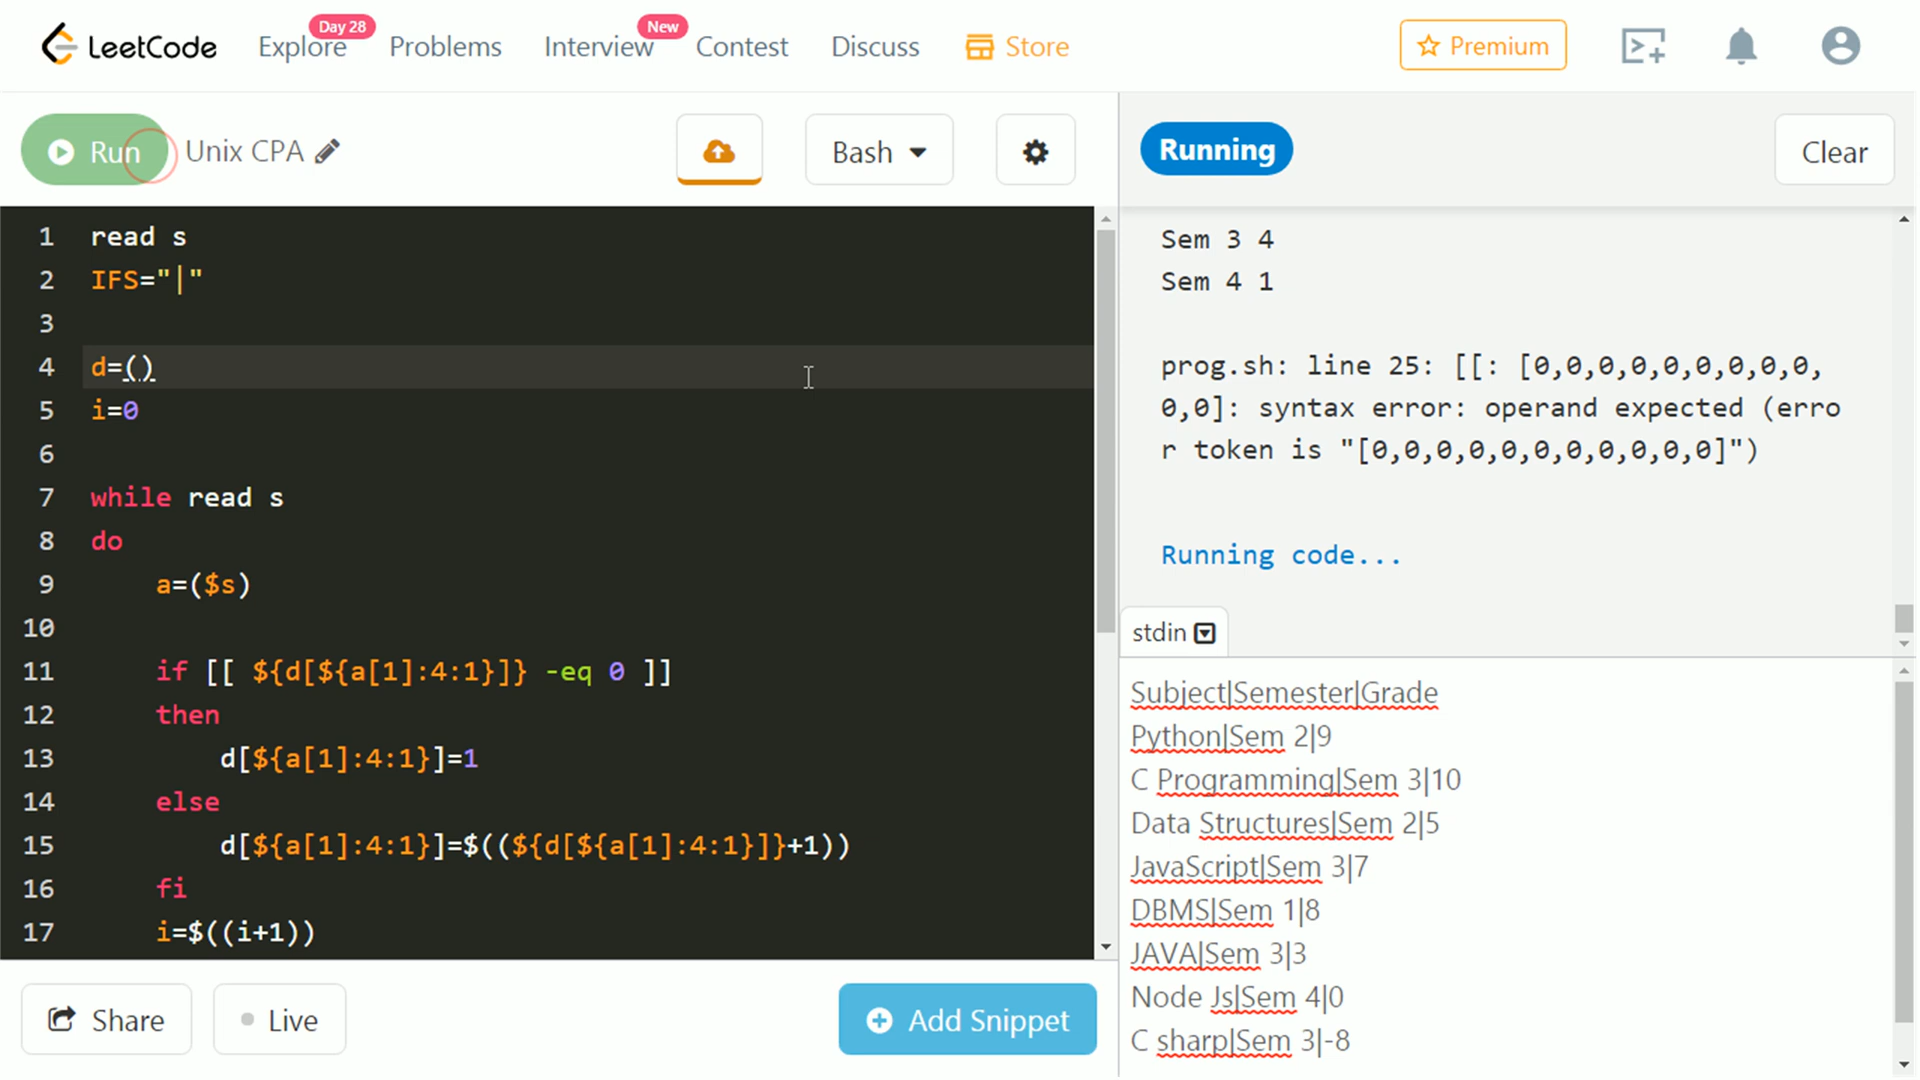 LeetCode Explore Day 28 Problems Interview New Contest Discuss Store Premium
Run Unix CPA Bash Running Clear
1 read s
2 IFS="|"
3
4 d=()
5 i=0
6
7 while read s
8 do
9 a=($s)
10
11 if [[ ${d[${a[1]:4:1}]} -eq 0 ]]
12 then
13 d[${a[1]:4:1}]=1
14 else
15 d[${a[1]:4:1}]=$((${d[${a[1]:4:1}]}+1))
16 fi
17 i=$((i+1))
Share Live Add Snippet
Sem 3 4
Sem 4 1
prog.sh: line 25: [[: [0,0,0,0,0,0,0,0,0,
0,0]: syntax error: operand expected (erro
r token is "[0,0,0,0,0,0,0,0,0,0,0]")
Running code...
stdin
Subject|Semester|Grade
Python|Sem 2|9
C Programming|Sem 3|10
Data Structures|Sem 2|5
JavaScript|Sem 3|7
DBMS|Sem 1|8
JAVA|Sem 3|3
Node Js|Sem 4|0
C sharp|Sem 3|-8